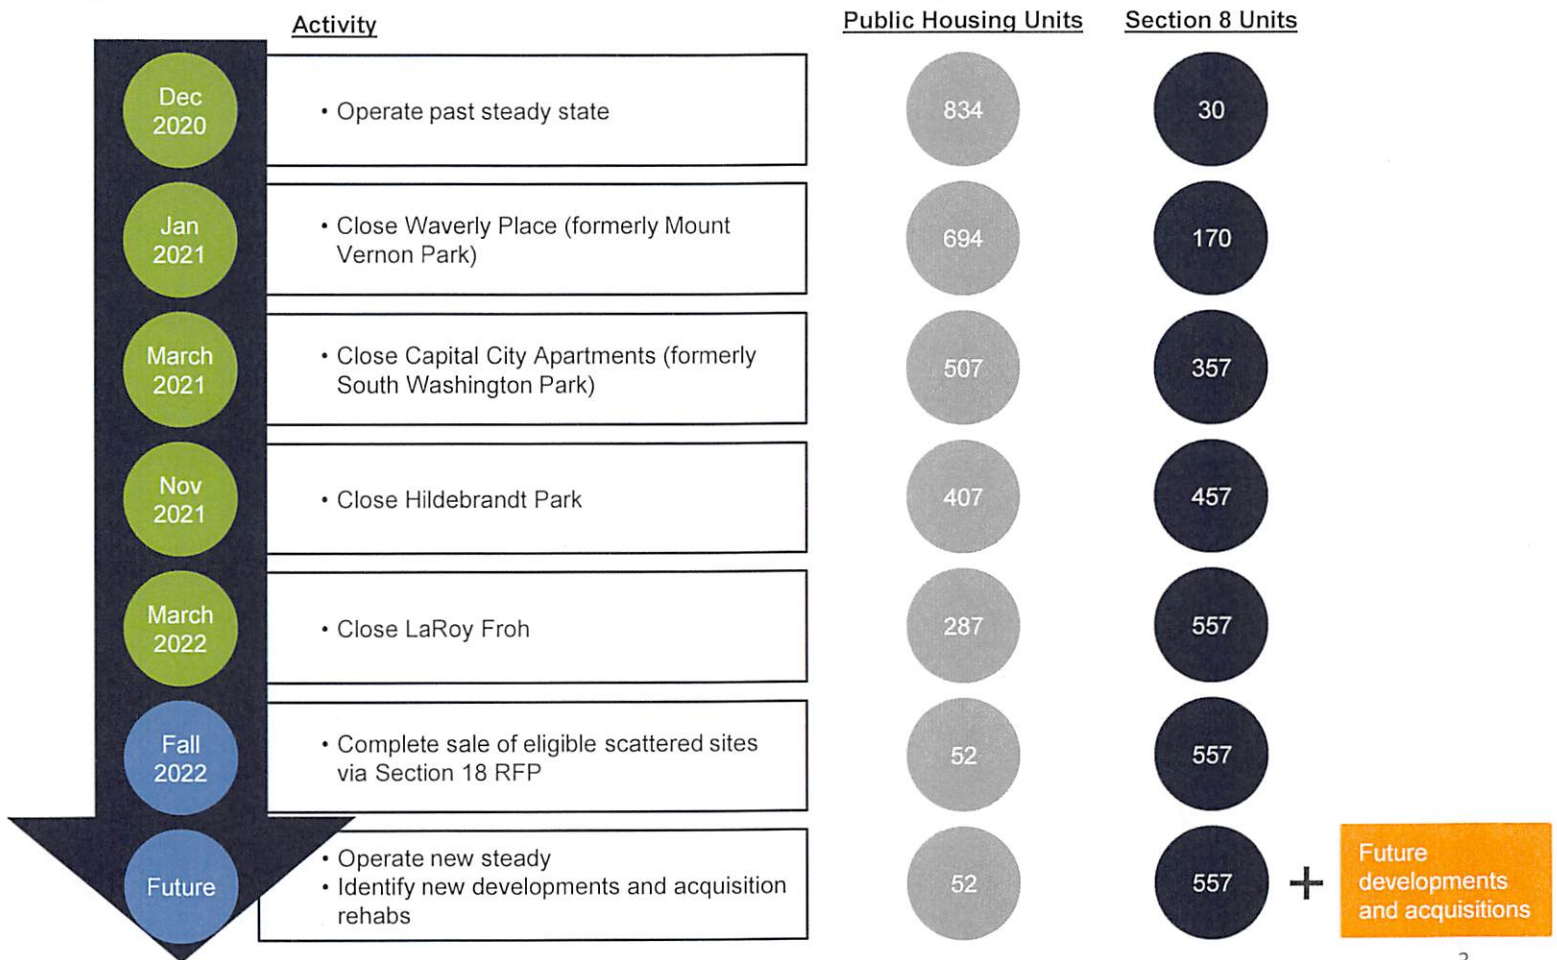 Activity
Public Housing Units
Section 8 Units
Dec
2020
• Operate past steady state
834
30
Jan
2021
• Close Waverly Place (formerly Mount
Vernon Park)
694
170
March
2021
• Close Capital City Apartments (formerly
South Washington Park)
507
357
Nov
2021
• Close Hildebrandt Park
407
457
March
2022
• Close LaRoy Froh
287
557
Fall
2022
• Complete sale of eligible scattered sites
via Section 18 RFP
52
557
Future
• Operate new steady
• Identify new developments and acquisition
rehabs
52
557
+
Future
developments
and acquisitions